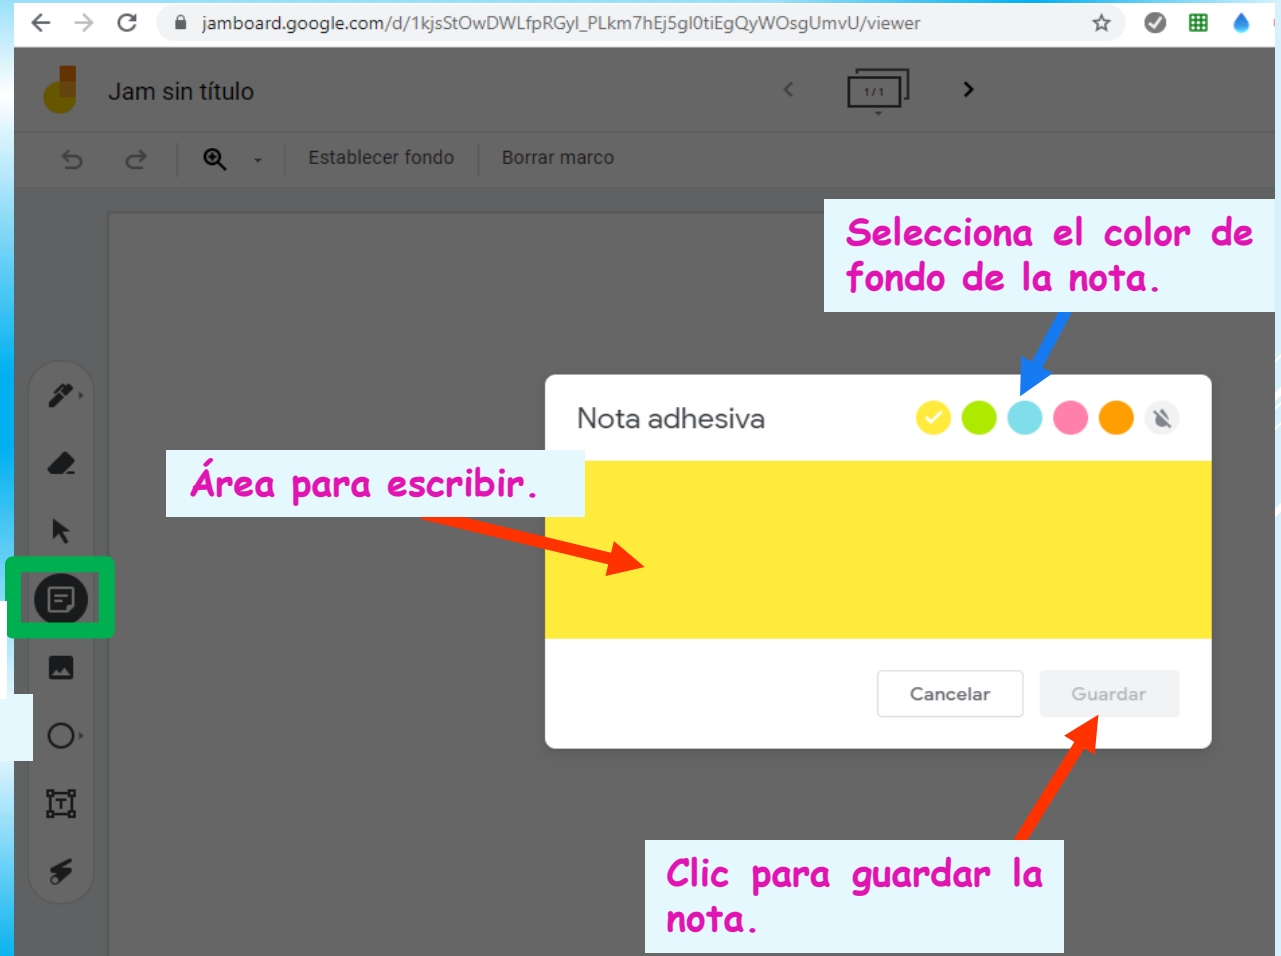 jamboard.google.com/d/1kjsStOwDWLfpRGyl_PLkm7hEj5gl0tiEgQyWOsgUmvU/viewer
Jam sin título
1/1
Establecer fondo
Borrar marco
Selecciona el color de
fondo de la nota.
Nota adhesiva
Área para escribir.
Cancelar
Guardar
Clic para guardar la
nota.